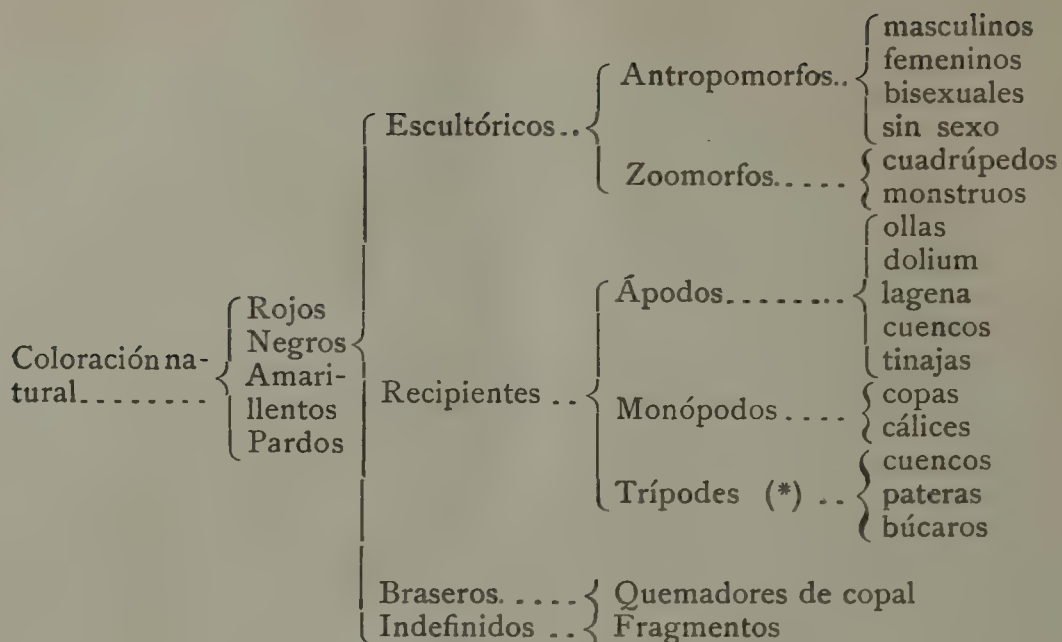 masculinos
Antropomorfos.. femeninos
bisexuales
Escultóricos .. sin sexo
Zoomorfos..... cuadrúpedos
monstruos
ollas
dolium
Rojos Ápodos........ lagena
Negros cuencos
Coloración na- Amari- tinajas
tural........ llentos Recipientes .. Monópodos .... copas
Pardos cálices
cuencos
Trípodes (*) .. pateras
búcaros
Braseros..... Quemadores de copal
Indefinidos .. Fragmentos